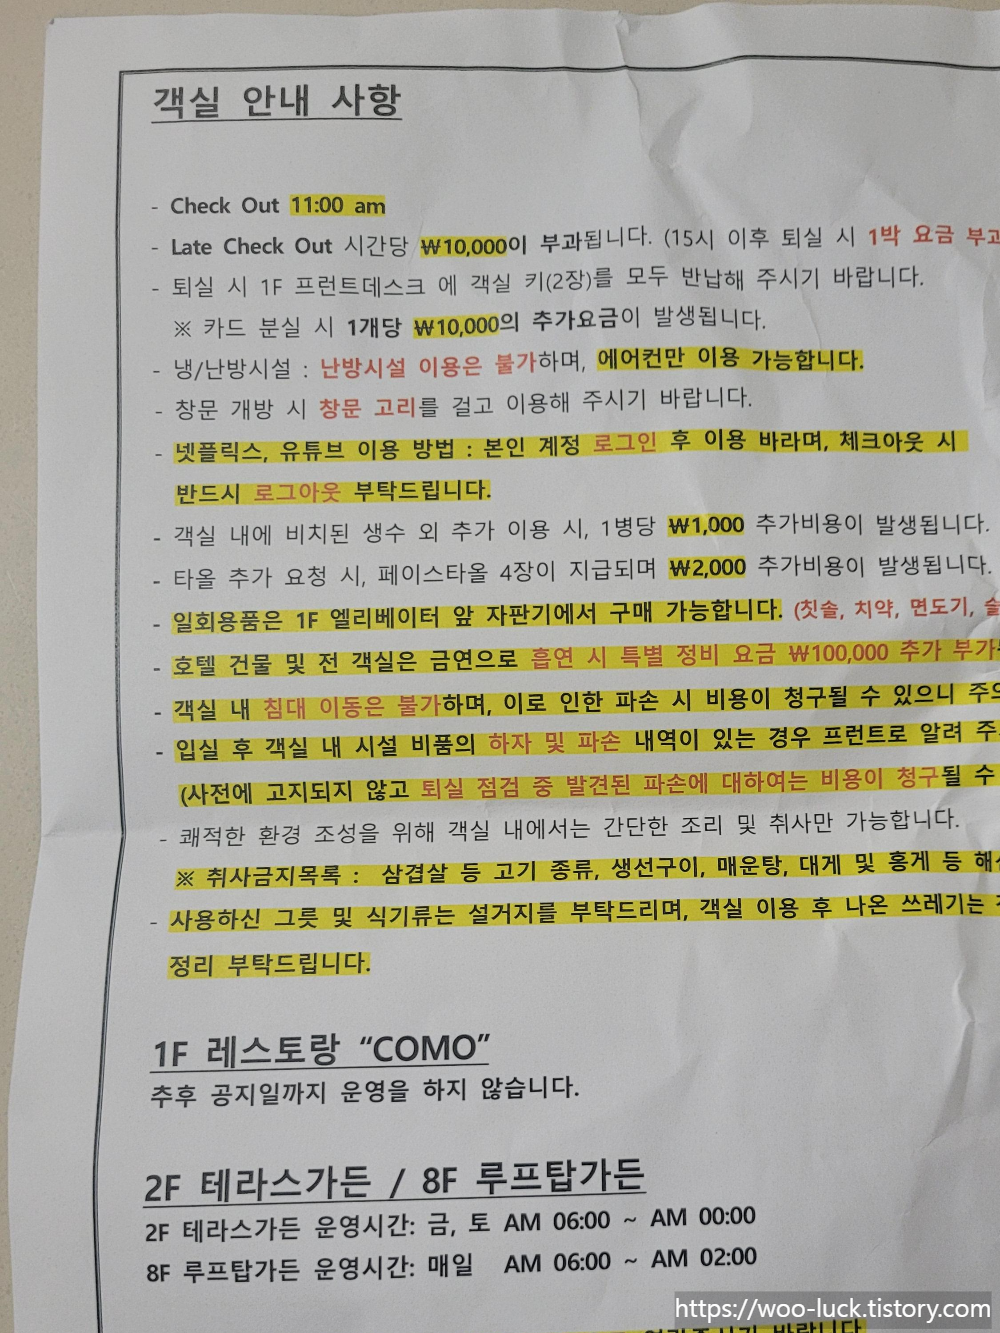 객실 안내 사항
- Check Out 11:00 am
- Late Check Out 시간당 ₩10,000이 부과됩니다. (15시 이후 퇴실 시 1박 요금 부과
- 퇴실 시 1F 프런트데스크 에 객실 키(2장)를 모두 반납해 주시기 바랍니다.
※ 카드 분실 시 1개당 ₩10,000의 추가요금이 발생됩니다.
- 냉/난방시설 : 난방시설 이용은 불가하며, 에어컨만 이용 가능합니다.
- 창문 개방 시 창문 고리를 걸고 이용해 주시기 바랍니다.
- 넷플릭스, 유튜브 이용 방법 : 본인 계정 로그인 후 이용 바라며, 체크아웃 시
반드시 로그아웃 부탁드립니다.
- 객실 내에 비치된 생수 외 추가 이용 시, 1병당 ₩1,000 추가비용이 발생됩니다.
- 타올 추가 요청 시, 페이스타올 4장이 지급되며 ₩2,000 추가비용이 발생됩니다.
- 일회용품은 1F 엘리베이터 앞 자판기에서 구매 가능합니다. (칫솔, 치약, 면도기,
- 호텔 건물 및 전 객실은 금연으로 흡연 시 특별 정비 요금 ₩100,000 추가 부가
- 객실 내 침대 이동은 불가하며, 이로 인한 파손 시 비용이 청구될 수 있으니 주의
- 입실 후 객실 내 시설 비품의 하자 및 파손 내역이 있는 경우 프런트로 알려
(사전에 고지되지 않고 퇴실 점검 중 발견된 파손에 대하여는 비용이 청구될 수
- 쾌적한 환경 조성을 위해 객실 내에서는 간단한 조리 및 취사만 가능합니다.
※ 취사금지목록 : 삼겹살 등 고기 종류, 생선구이, 매운탕, 대게 및 홍게 등
- 사용하신 그릇 및 식기류는 설거지를 부탁드리며, 객실 이용 후 나온 쓰레기는
정리 부탁드립니다.
1F 레스토랑 “COMO”
추후 공지일까지 운영을 하지 않습니다.
2F 테라스가든 / 8F 루프탑가든
2F 테라스가든 운영시간: 금, 토 AM 06:00 ~ AM 00:00
8F 루프탑가든 운영시간: 매일 AM 06:00 ~ AM 02:00
https://woo-luck.tistory.com